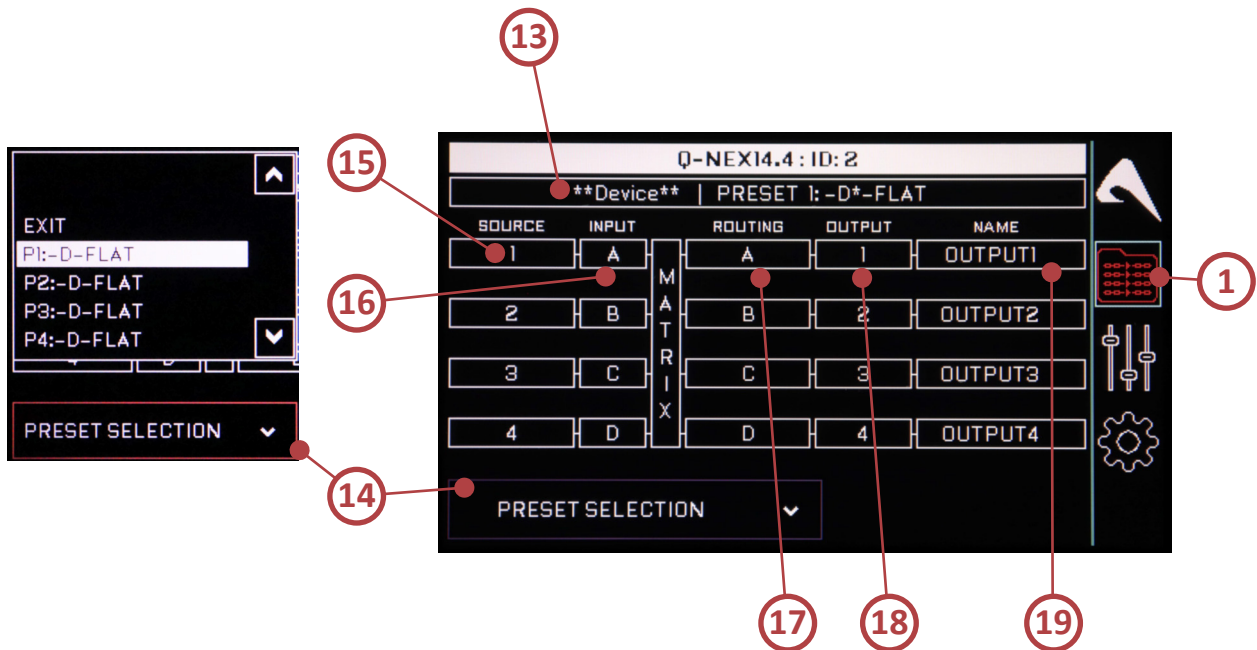 13
15
16
14
EXIT
P1:-D-FLAT
P2:-D-FLAT
P3:-D-FLAT
P4:-D-FLAT
PRESET SELECTION
Q-NEX14.4 : ID: 2
**Device** | PRESET 1: -D*-FLAT
SOURCE INPUT ROUTING OUTPUT NAME
1 A A 1 OUTPUT1
2 B B 2 OUTPUT2
3 C C 3 OUTPUT3
4 D D 4 OUTPUT4
MATRIX
PRESET SELECTION
1
17
18
19